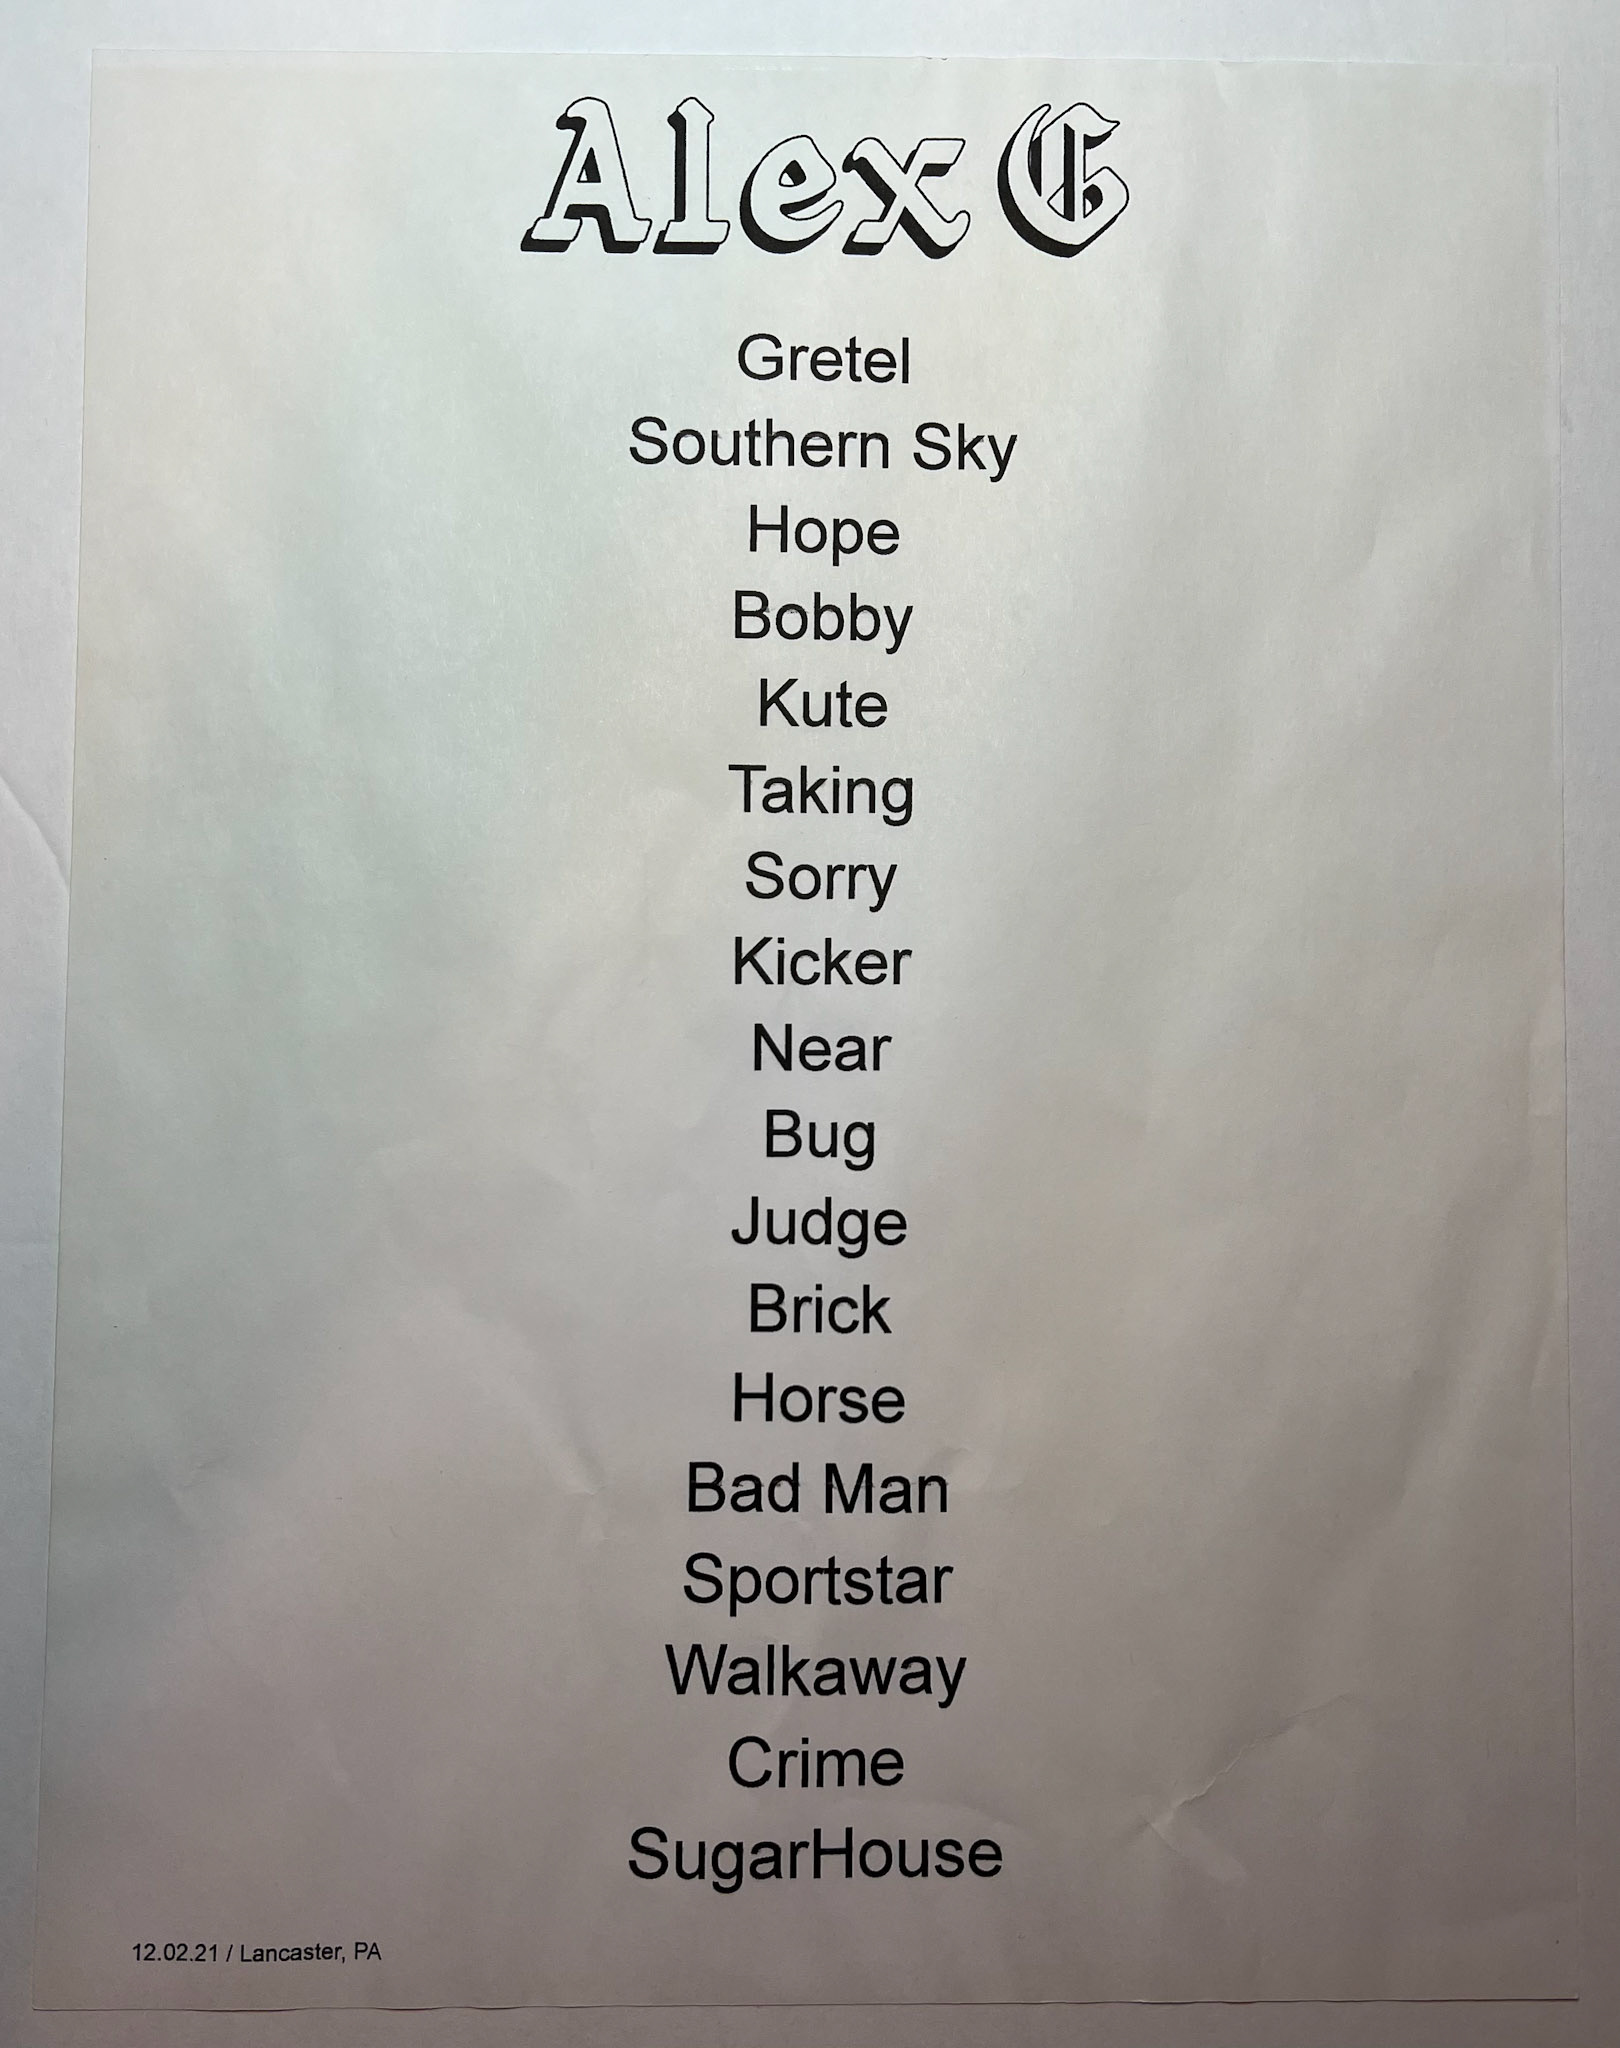 Alex G
Gretel
Southern Sky
Hope
Bobby
Kute
Taking
Sorry
Kicker
Near
Bug
Judge
Brick
Horse
Bad Man
Sportstar
Walkaway
Crime
SugarHouse
12.02.21 / Lancaster, PA